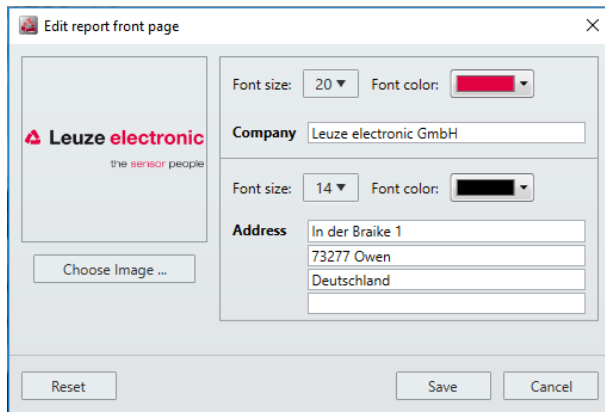 Edit report front page
Leuze electronic
the sensor people
Choose Image ...
Font size: 20 Font color:
Company Leuze electronic GmbH
Font size: 14 Font color:
Address In der Braike 1
73277 Owen
Deutschland
Reset Save Cancel